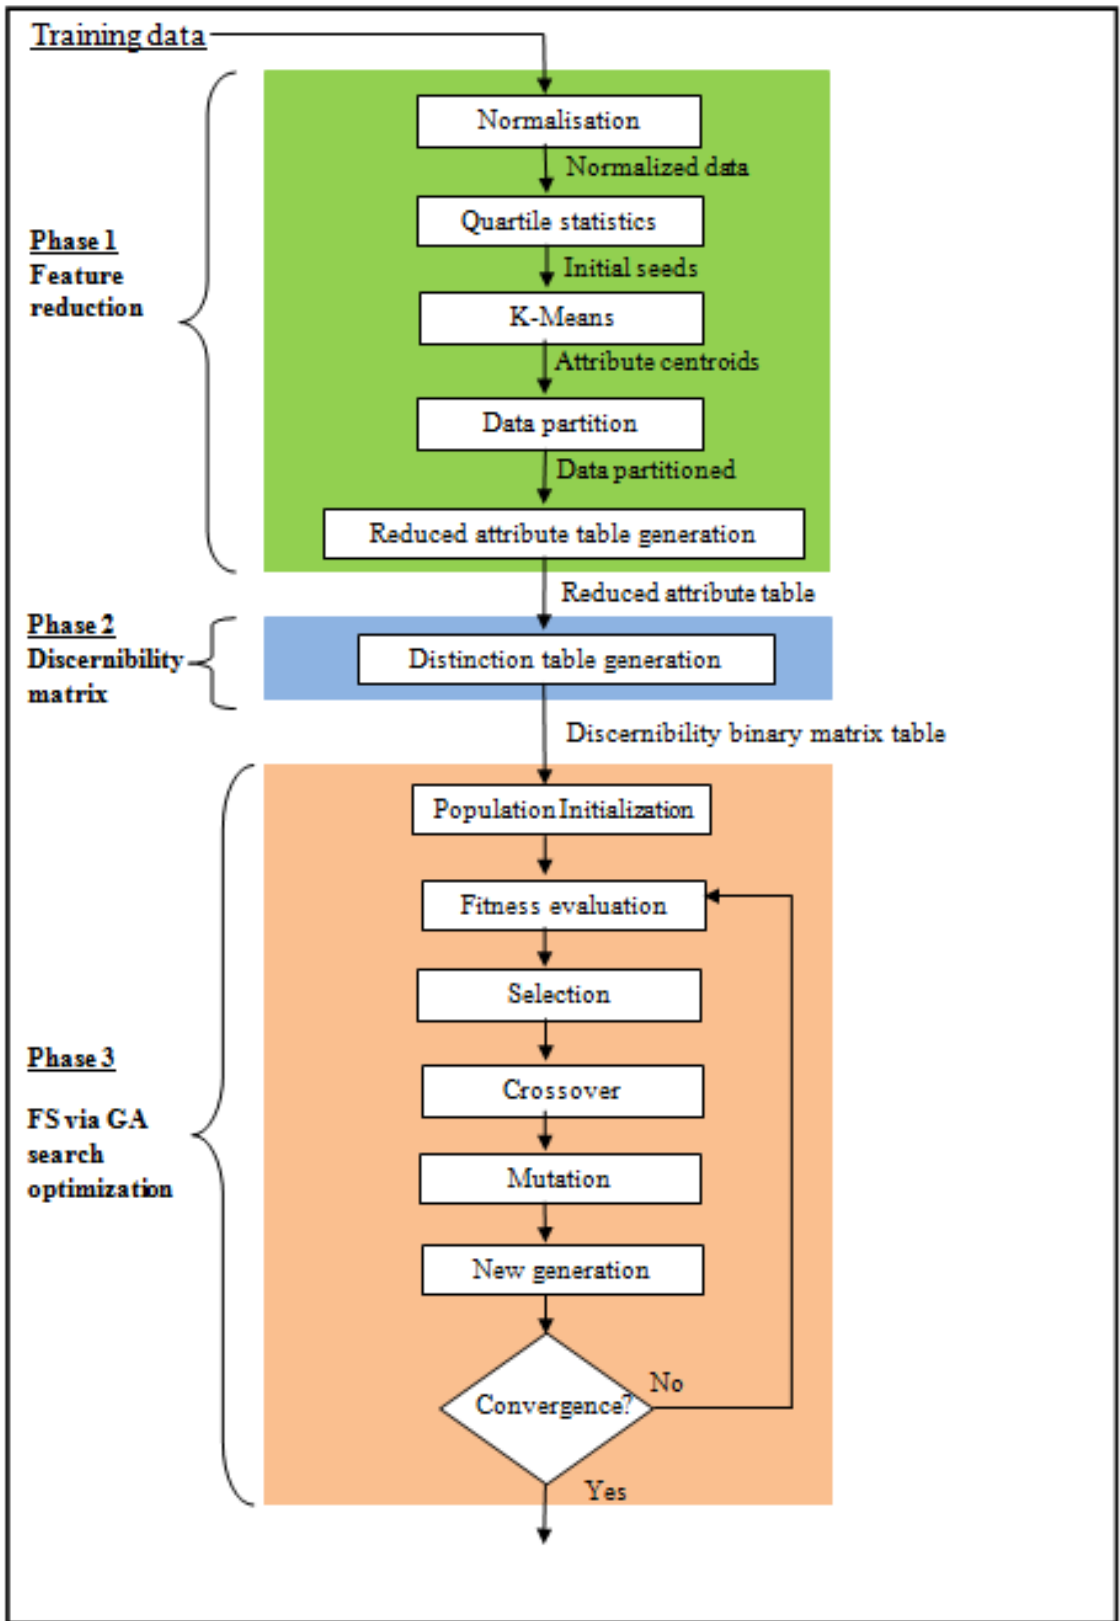 Training data
Normalisation
Normalized data
Quartile statistics
Initial seeds
K-Means
Attribute centroids
Data partition
Data partitioned
Reduced attribute table generation
Phase 1
Feature
reduction
Reduced attribute table
Phase 2
Discernibility
matrix
Distinction table generation
Discernibility binary matrix table
Population Initialization
Fitness evaluation
Selection
Crossover
Mutation
New generation
Convergence?
No
Yes
Phase 3
FS via GA
search
optimization